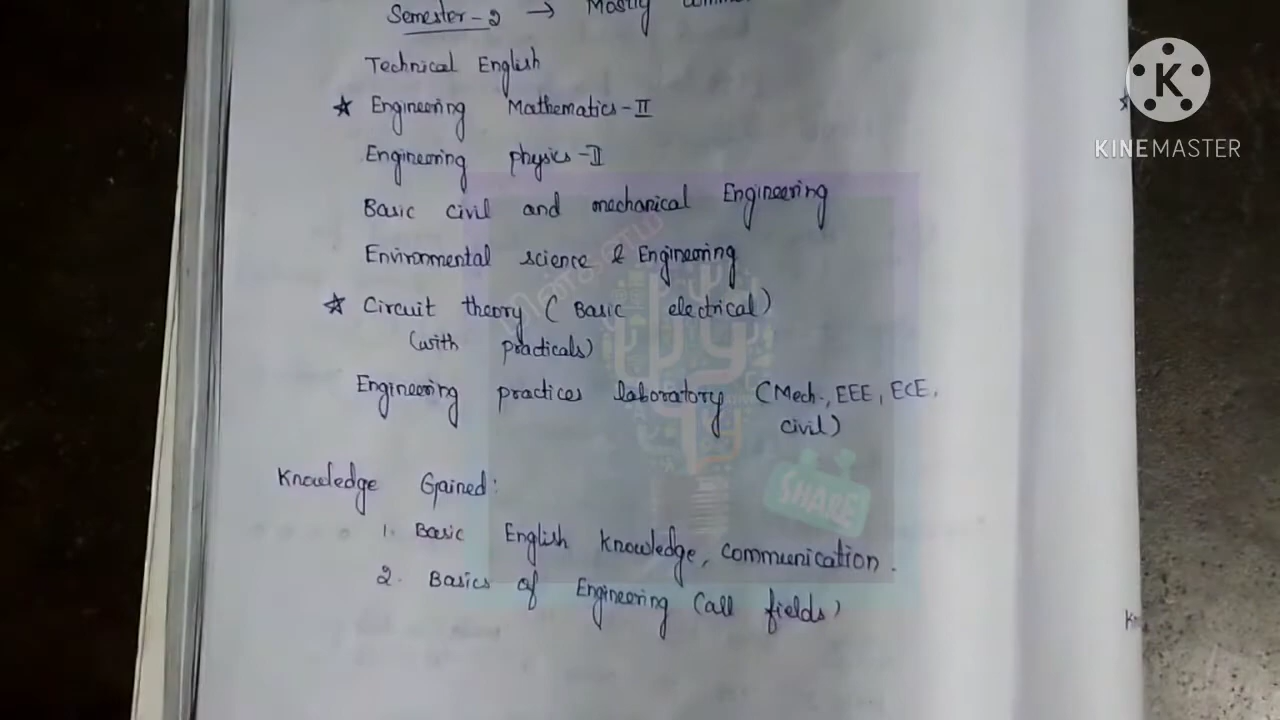 Semester-2 → Mostly
Technical English
☆ Engineering Mathematics-II
Engineering physics-II
Basic civil and mechanical Engineering
Environmental science & Engineering
☆ Circuit theory ( Basic electrical)
(with practicals)
Engineering practices laboratory (Mech., EEE, ECE,
civil)
Knowledge Gained:
1. Basic English knowledge, communication.
2. Basics of Engineering (all fields)
SHARE
K
KINEMASTER